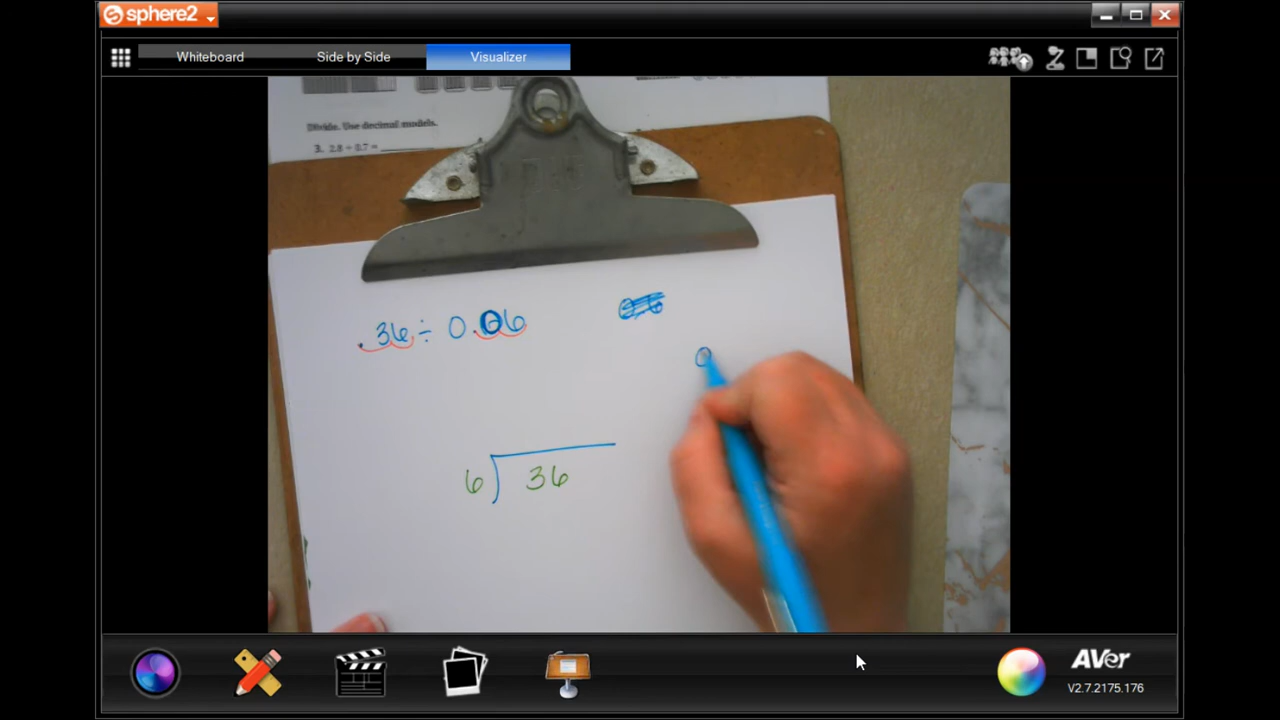 sphere2
Whiteboard
Side by Side
Visualizer
Divide. Use decimal models.
3. 2.8 ÷ 0.7 =
.36 ÷ 0.06
0
6 36
AVer
V2.7.2175.176